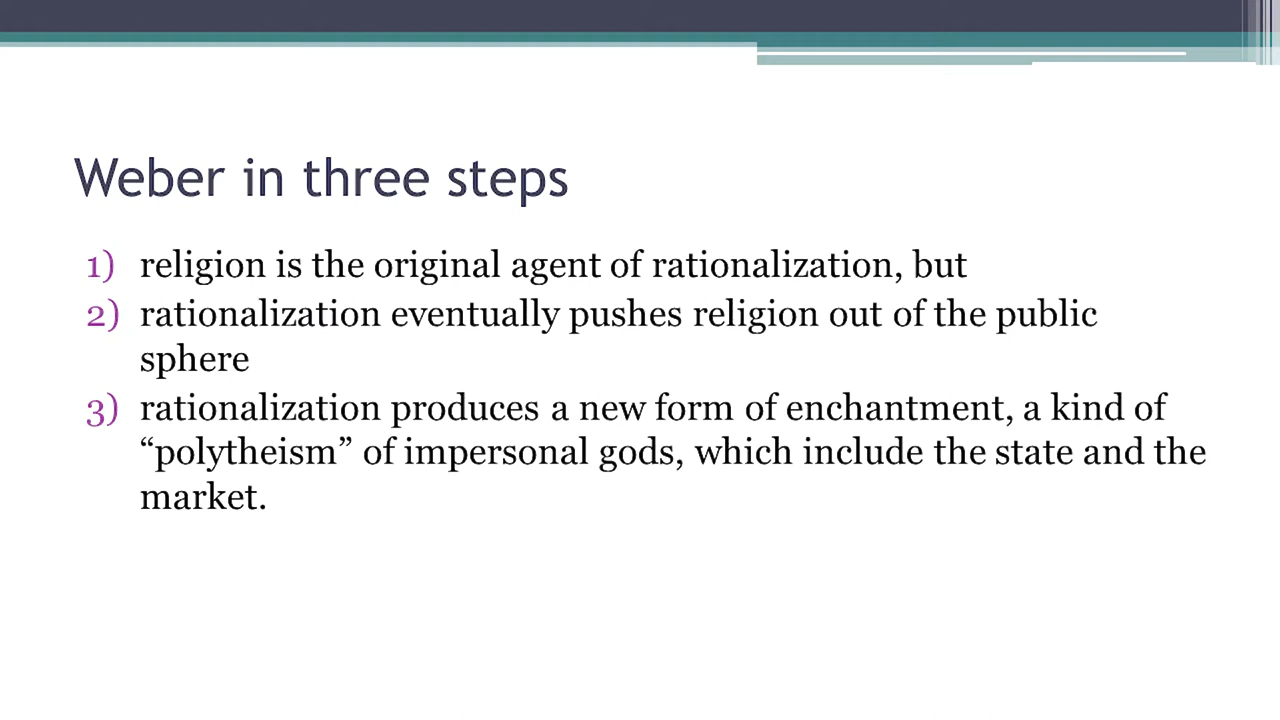 Weber in three steps
1) religion is the original agent of rationalization, but
2) rationalization eventually pushes religion out of the public
sphere
3) rationalization produces a new form of enchantment, a kind of
“polytheism” of impersonal gods, which include the state and the
market.